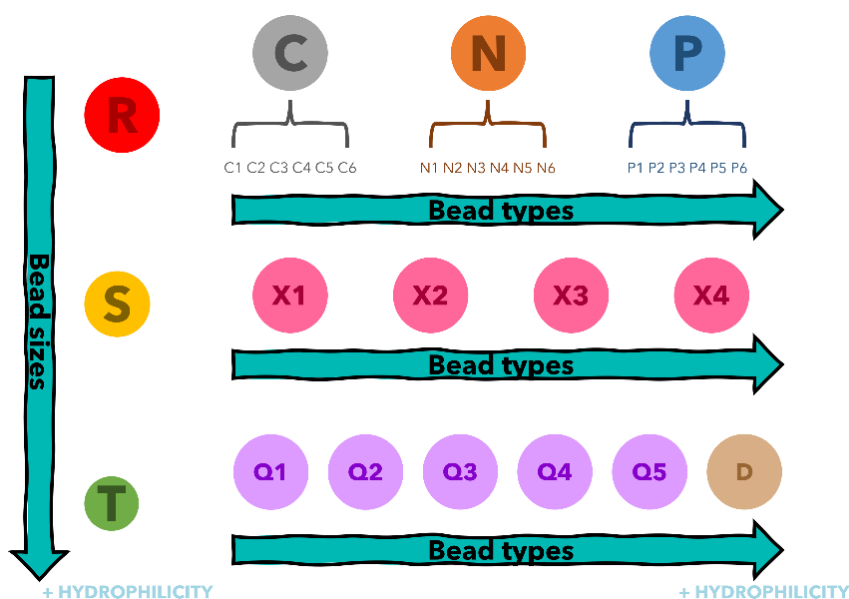 C N P
R
C1 C2 C3 C4 C5 C6 N1 N2 N3 N4 N5 N6 P1 P2 P3 P4 P5 P6
Bead types
Bead sizes
S
X1 X2 X3 X4
Bead types
T
Q1 Q2 Q3 Q4 Q5 D
Bead types
+ HYDROPHILICITY + HYDROPHILICITY